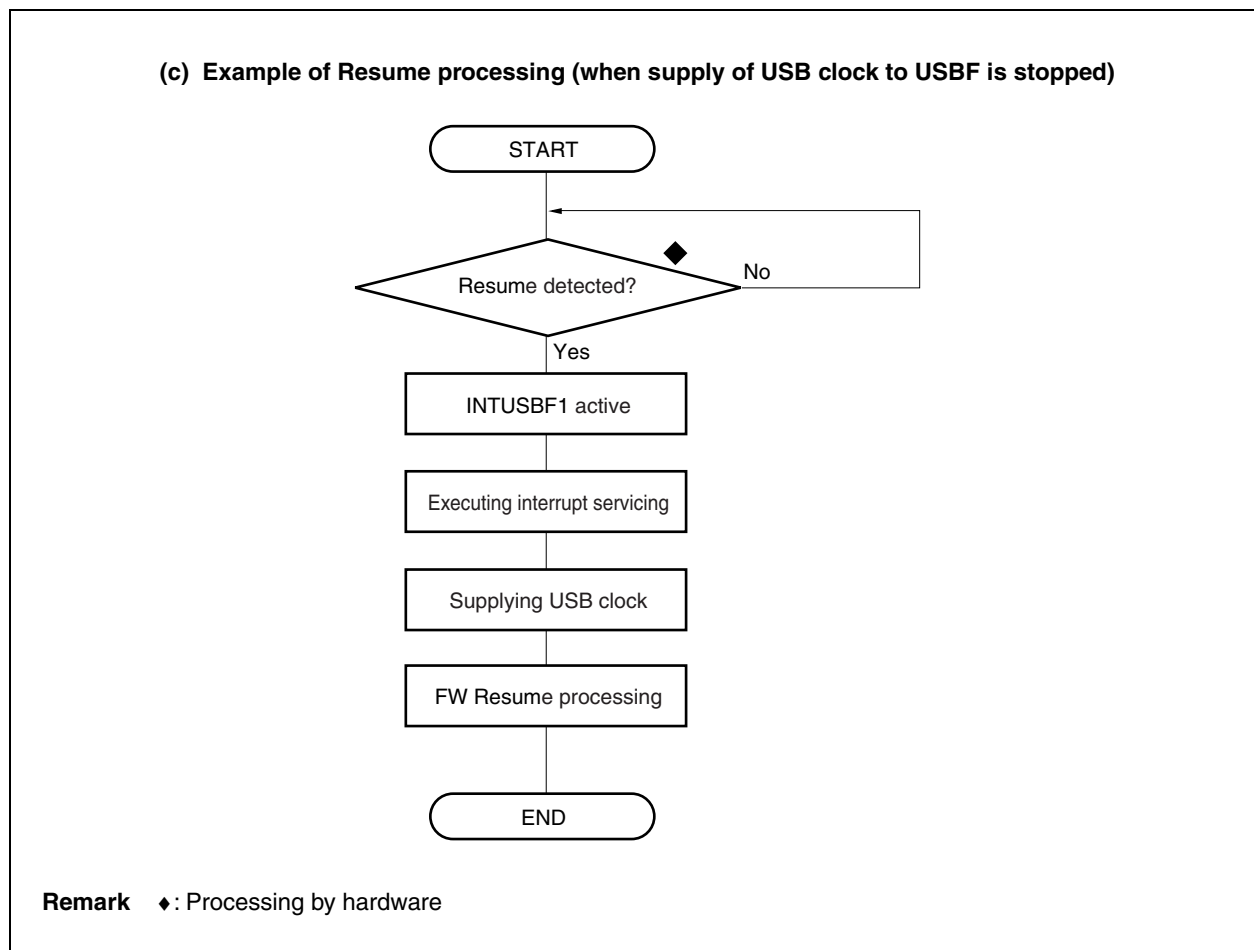 (c) Example of Resume processing (when supply of USB clock to USBF is stopped)
START
Resume detected?
No
Yes
INTUSBF1 active
Executing interrupt servicing
Supplying USB clock
FW Resume processing
END
Remark ♦: Processing by hardware